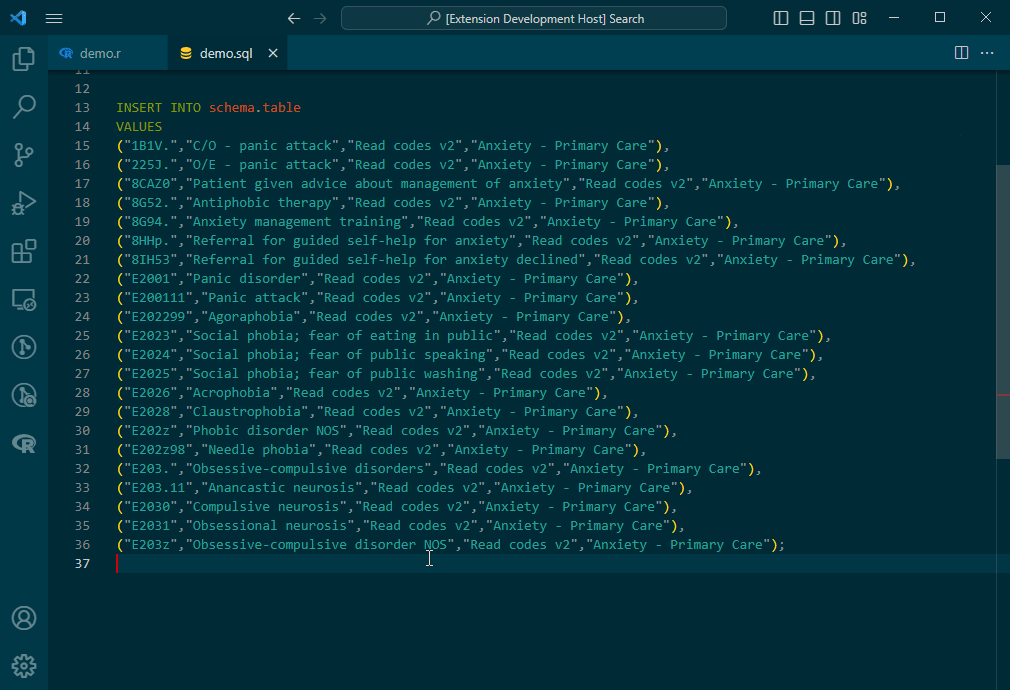 [Extension Development Host] Search
demo.r
demo.sql
11
12
13 INSERT INTO schema.table
14 VALUES
15 ("1B1V.","C/O - panic attack","Read codes v2","Anxiety - Primary Care"),
16 ("225J.","O/E - panic attack","Read codes v2","Anxiety - Primary Care"),
17 ("8CAZ0","Patient given advice about management of anxiety","Read codes v2","Anxiety - Primary Care"),
18 ("8G52.","Antiphobic therapy","Read codes v2","Anxiety - Primary Care"),
19 ("8G94.","Anxiety management training","Read codes v2","Anxiety - Primary Care"),
20 ("8HHp.","Referral for guided self-help for anxiety","Read codes v2","Anxiety - Primary Care"),
21 ("8IH53","Referral for guided self-help for anxiety declined","Read codes v2","Anxiety - Primary Care"),
22 ("E2001","Panic disorder","Read codes v2","Anxiety - Primary Care"),
23 ("E200111","Panic attack","Read codes v2","Anxiety - Primary Care"),
24 ("E202299","Agoraphobia","Read codes v2","Anxiety - Primary Care"),
25 ("E2023","Social phobia; fear of eating in public","Read codes v2","Anxiety - Primary Care"),
26 ("E2024","Social phobia; fear of public speaking","Read codes v2","Anxiety - Primary Care"),
27 ("E2025","Social phobia; fear of public washing","Read codes v2","Anxiety - Primary Care"),
28 ("E2026","Acrophobia","Read codes v2","Anxiety - Primary Care"),
29 ("E2028","Claustrophobia","Read codes v2","Anxiety - Primary Care"),
30 ("E202z","Phobic disorder NOS","Read codes v2","Anxiety - Primary Care"),
31 ("E202z98","Needle phobia","Read codes v2","Anxiety - Primary Care"),
32 ("E203.","Obsessive-compulsive disorders","Read codes v2","Anxiety - Primary Care"),
33 ("E203.11","Anancastic neurosis","Read codes v2","Anxiety - Primary Care"),
34 ("E2030","Compulsive neurosis","Read codes v2","Anxiety - Primary Care"),
35 ("E2031","Obsessional neurosis","Read codes v2","Anxiety - Primary Care"),
36 ("E203z","Obsessive-compulsive disorder NOS","Read codes v2","Anxiety - Primary Care");
37